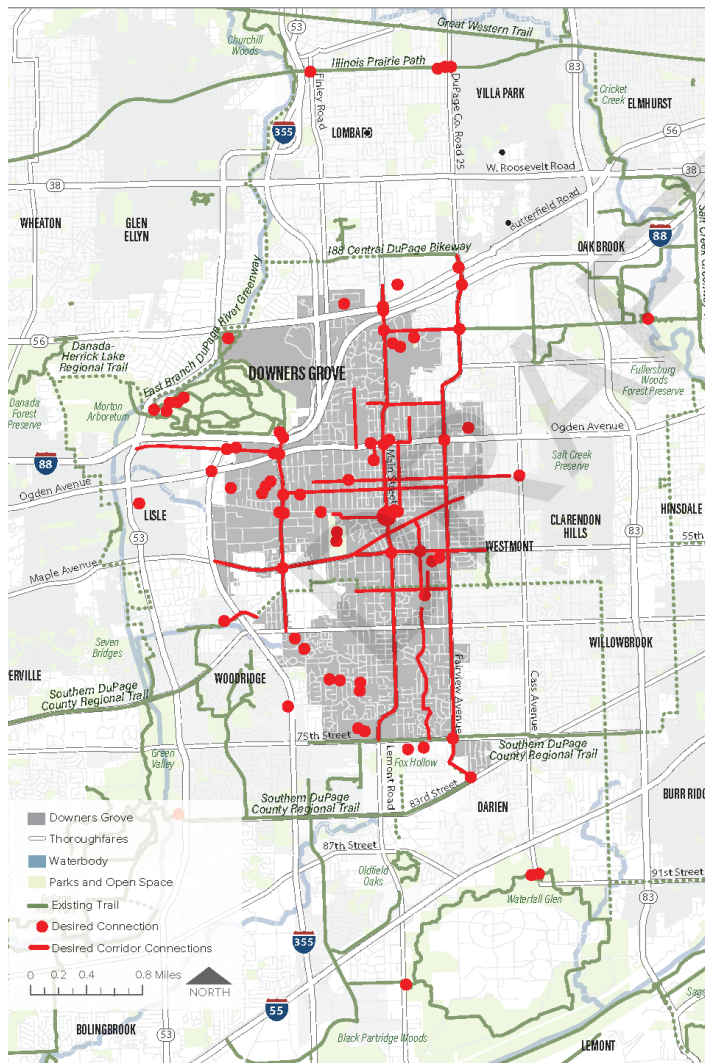 53
Great Western Trail
Churchill
Woods
Illinois Prairie Path
83
VILLA PARK
Cricket
Creek
ELMHURST
Finley Road
DuPage Co. Road 25
355
LOMBARD
56
W. Roosevelt Road
38
38
Butterfield Road
WHEATON
GLEN
ELLYN
Salt Creek Greenway
OAK BROOK
88
I88 Central DuPage Bikeway
East Branch DuPage River Greenway
56
Danada-
Herrick Lake
Regional Trail
DOWNERS GROVE
Fullersburg
Woods
Forest Preserve
Danada
Forest
Preserve
Morton
Arboretum
Ogden Avenue
88
Main Street
Salt Creek
Preserve
Ogden Avenue
LISLE
HINSDALE
CLARENDON
HILLS
53
83
WESTMONT
55th
Maple Avenue
Seven
Bridges
WILLOWBROOK
ERVILLE
WOODRIDGE
Fairview Avenue
Cass Avenue
Southern DuPage
County Regional Trail
75th Street
Southern DuPage
County Regional Trail
Green
Valley
Lemont Road
Fox Hollow
Southern DuPage
County Regional Trail
83rd Street
DARIEN
BURR RIDG
Downers Grove
Thoroughfares
87th Street
Waterbody
Oldfield
Oaks
91st Street
Parks and Open Space
Existing Trail
Waterfall Glen
83
Desired Connection
Desired Corridor Connections
355
0 0.2 0.4 0.8 Miles
NORTH
55
BOLINGBROOK
53
Black Partridge Woods
LEMONT